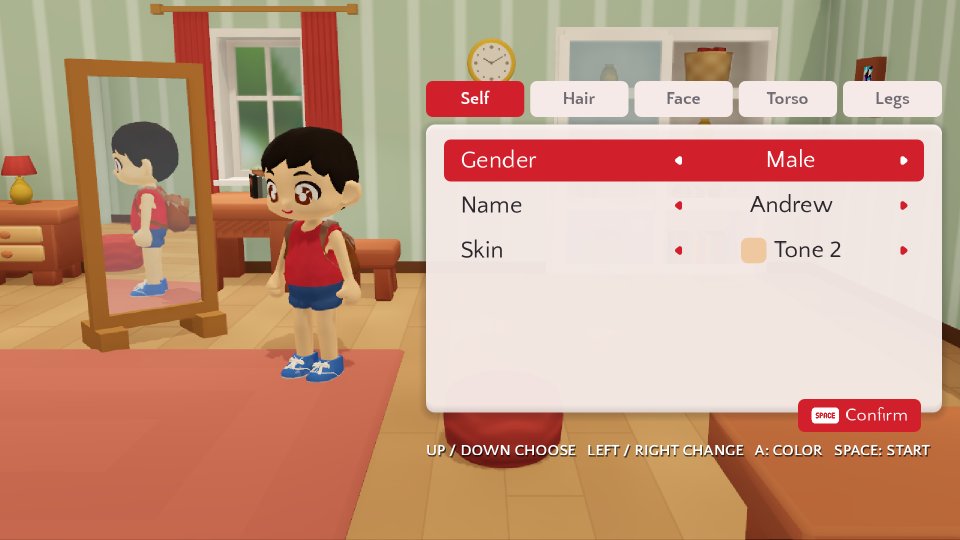 Self Hair Face Torso Legs
Gender Male
Name Andrew
Skin Tone 2
SPACE Confirm
UP / DOWN CHOOSE LEFT / RIGHT CHANGE A: COLOR SPACE: START